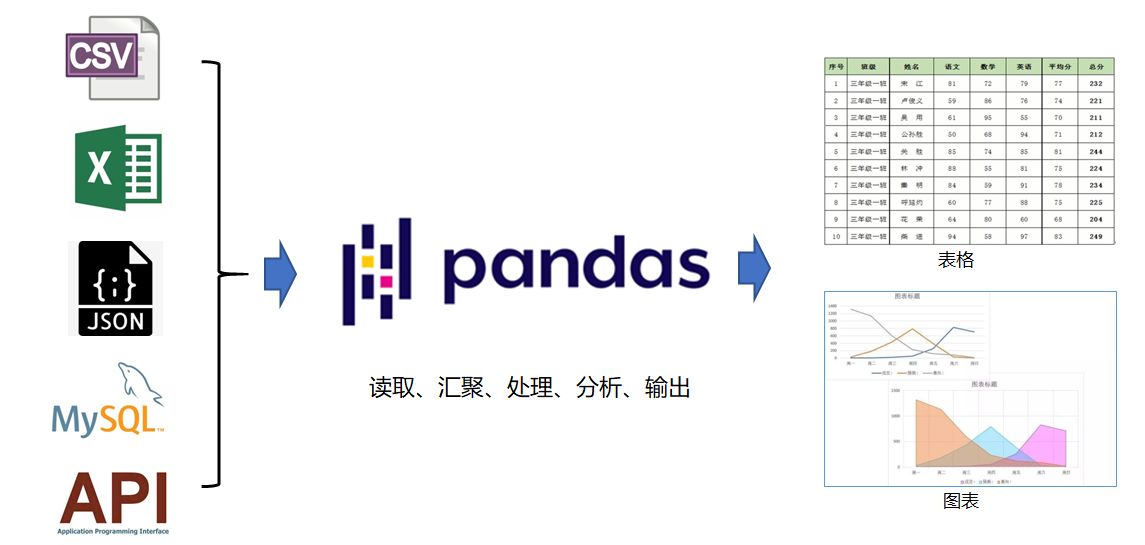 CSV
X
{;}
JSON
MySQL™
API
Application Programming Interface
pandas
读取、汇聚、处理、分析、输出
序号 班级 姓名 语文 数学 英语 平均分 总分
1 三年级一班 宋 江 81 72 79 77 232
2 三年级一班 卢俊义 59 86 76 74 221
3 三年级一班 吴 用 61 95 55 70 211
4 三年级一班 公孙胜 50 68 94 71 212
5 三年级一班 关 胜 85 74 85 81 244
6 三年级一班 林 冲 88 55 81 75 224
7 三年级一班 秦 明 84 59 91 78 234
8 三年级一班 呼延灼 60 77 88 75 225
9 三年级一班 花 荣 64 80 60 68 204
10 三年级一班 柴 进 94 58 97 83 249
表格
图表标题
1400
1200
1000
800
600
400
200
0
周一 周二 周三 周四 周五 周六 周日
图表标题
1500
1000
500
0
周一 周二 周三 周四 周五 周六 周日
图表